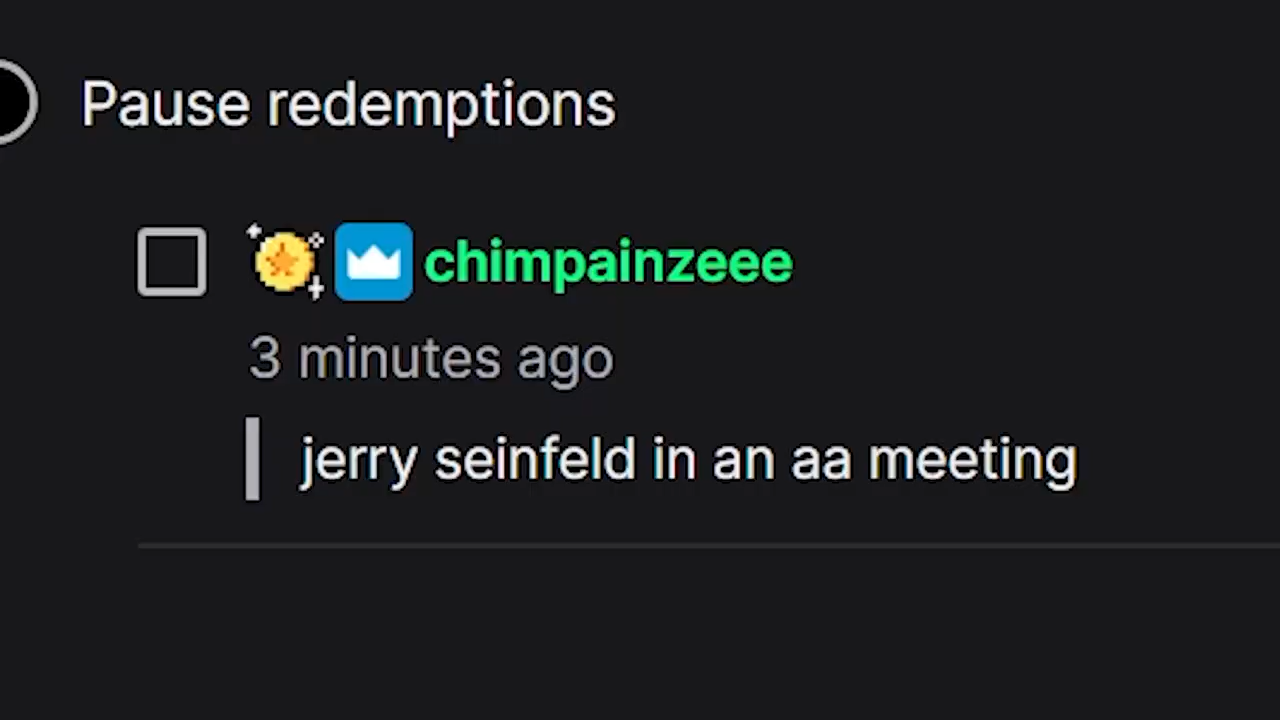 Pause redemptions
chimpainzeee
3 minutes ago
jerry seinfeld in an aa meeting